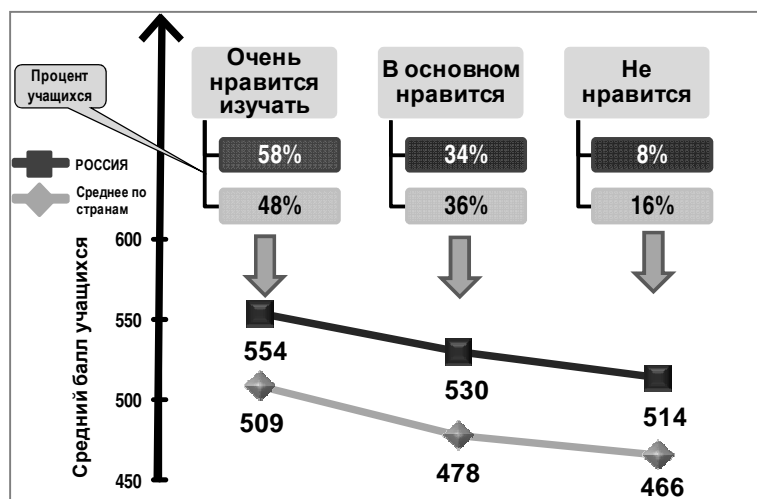 Очень
нравится
изучать
В основном
нравится
Не
нравится
Процент
учащихся
58%
34%
8%
РОССИЯ
Среднее по
странам
48%
36%
16%
Средний балл учащихся
600
550
500
450
554
530
514
509
478
466